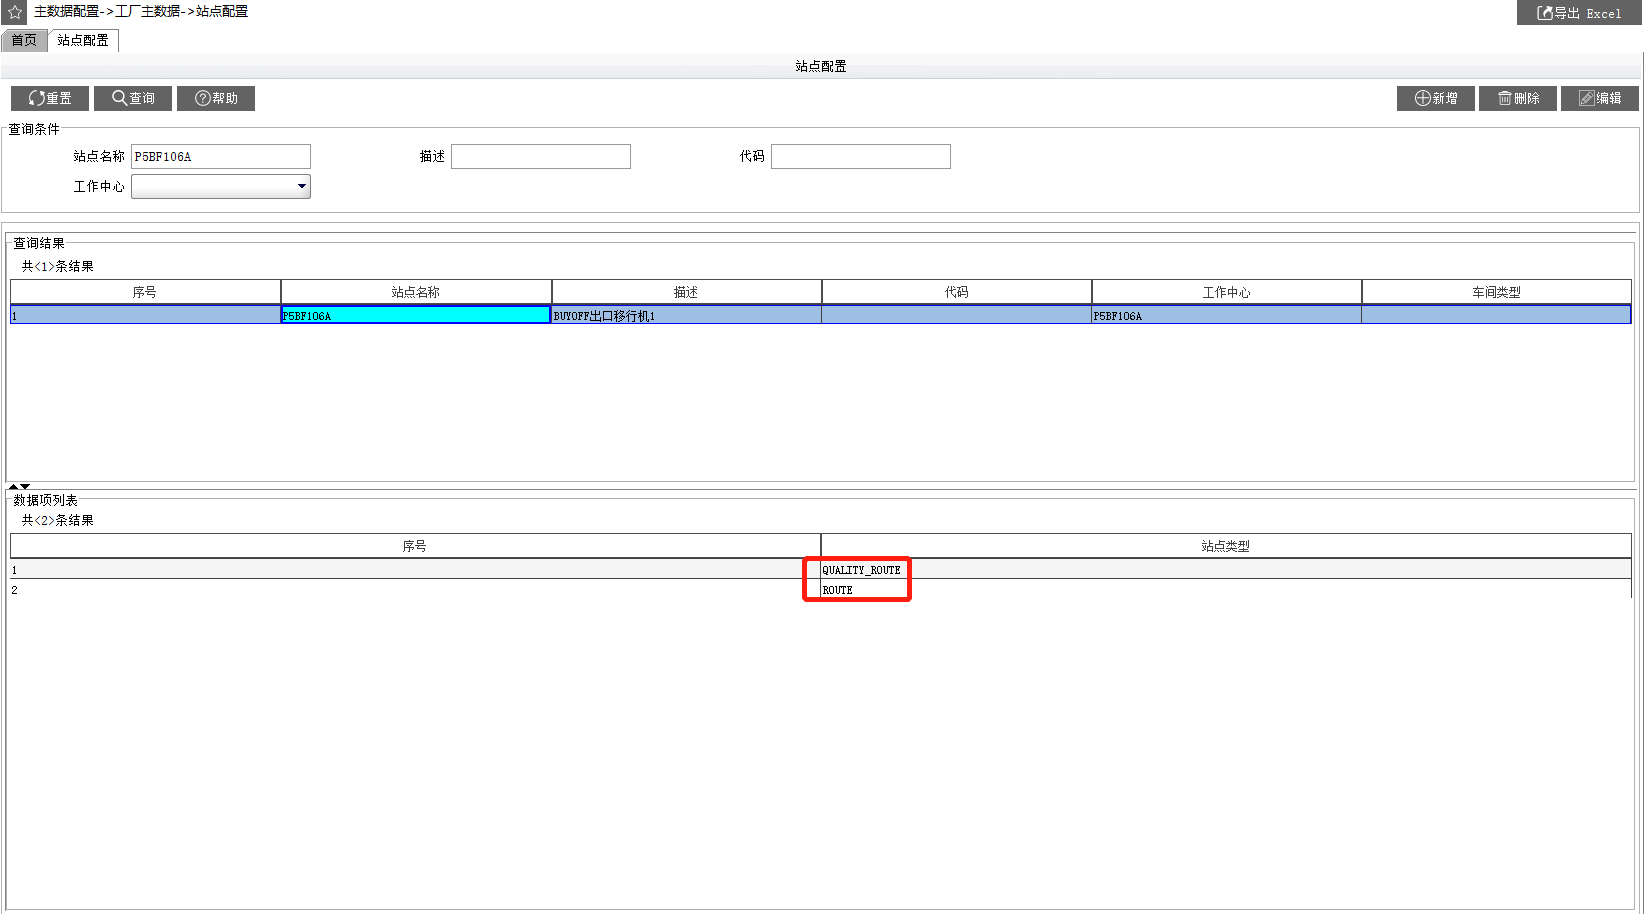 主数据配置->工厂主数据->站点配置
导出 Excel
首页 站点配置
站点配置
重置 查询 帮助 新增 删除 编辑
查询条件
站点名称 P5BF106A 描述 代码
工作中心
查询结果
共<1>条结果
序号 站点名称 描述 代码 工作中心 车间类型
1 P5BF106A BUYOFF出口移行机1 P5BF106A
数据项列表
共<2>条结果
序号 站点类型
1 QUALITY_ROUTE
2 ROUTE